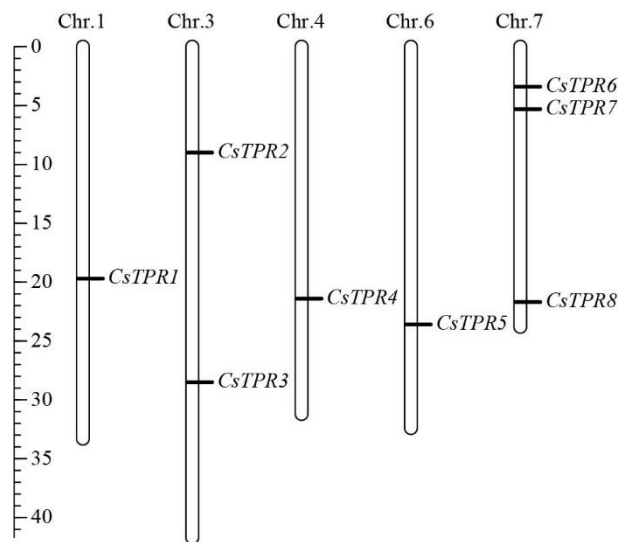 Chr.1 Chr.3 Chr.4 Chr.6 Chr.7
0
CsTPR6
5
CsTPR7
CsTPR2
10
15
CsTPR1
20
CsTPR4
CsTPR8
CsTPR5
25
CsTPR3
30
35
40